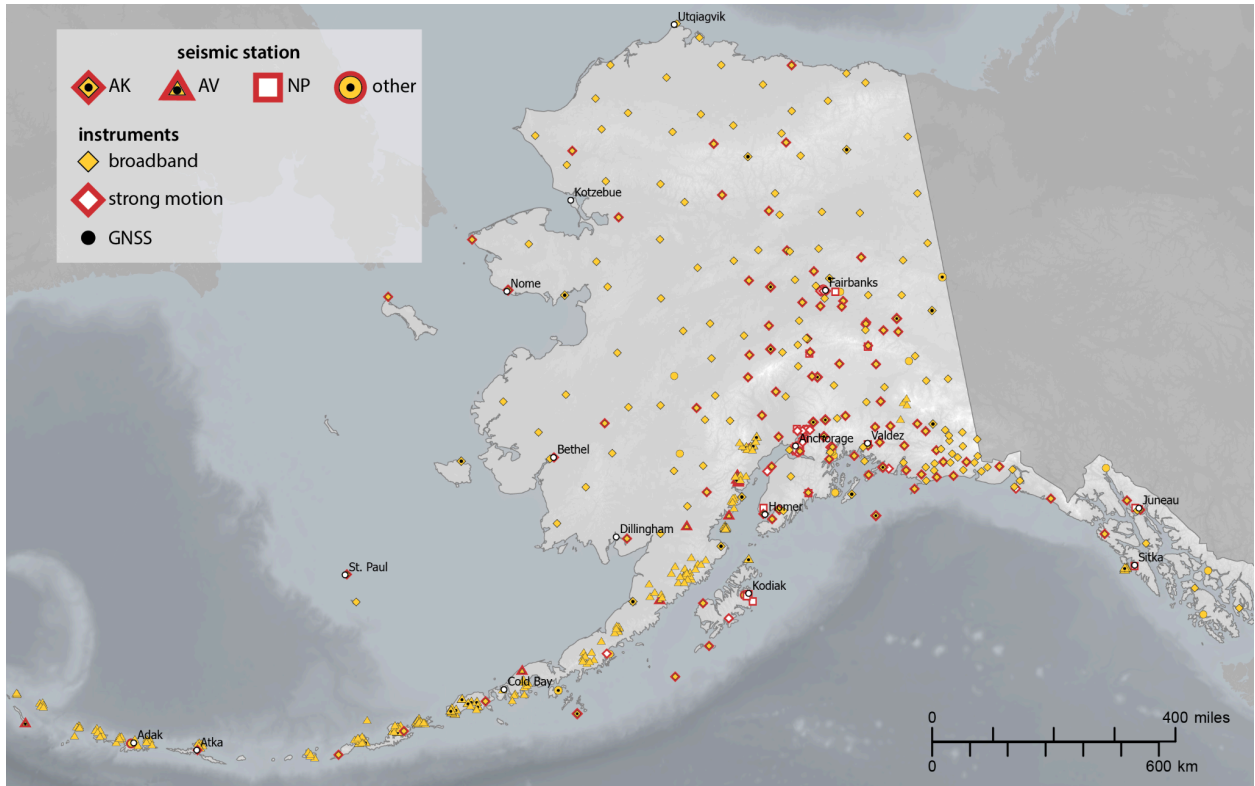 seismic station
AK AV NP other
instruments
broadband
strong motion
GNSS
Utqiagvik
Kotzebue
Nome
Fairbanks
Bethel
Anchorage
Valdez
Homer
Dillingham
Juneau
Sitka
St. Paul
Kodiak
Cold Bay
Adak
Atka
0 400 miles
0 600 km